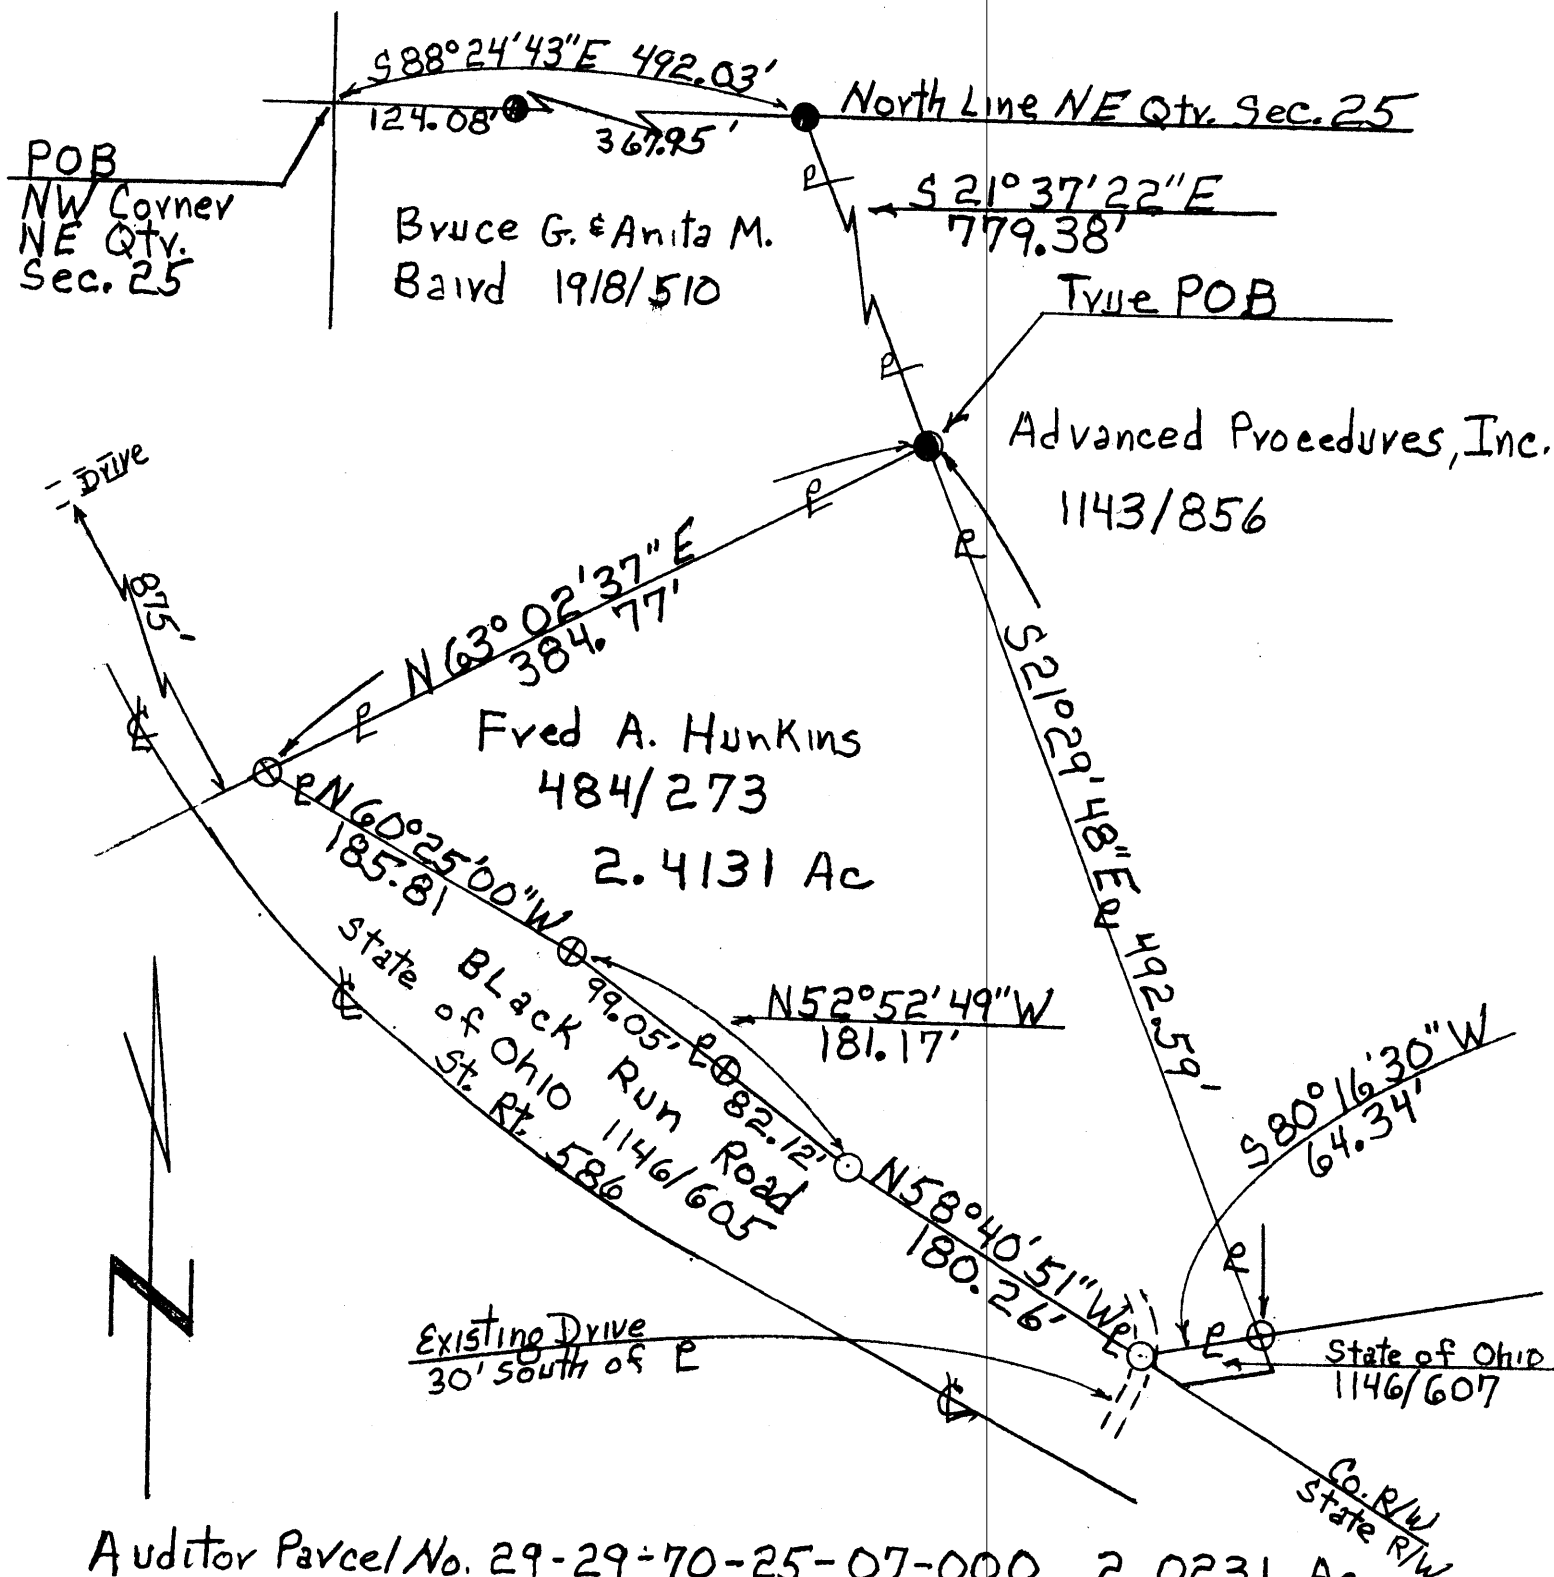 S88°24'43"E 492.03'
124.08'
367.95'
North Line NE Qtr. Sec. 25
POB
NW Corner
NE Qtr.
Sec. 25
Bruce G. & Anita M.
Baird 1918/510
S 21° 37' 22" E
779.38'
True POB
Advanced Procedures, Inc.
1143/856
Drive
875'
N 63° 02' 37" E
384.77'
Fred A. Hunkins
484/273
2.4131 Ac
S21°29'48"E 492.59'
N60°25'00"W
185.81
N52°52'49"W
181.17'
99.05'
82.12'
Black Run Road
State of Ohio 1146/605
St. Rt. 586
N58°40'51"W
180.26'
S80°16'30"W
64.34'
Existing Drive
30' South of ⅊
State of Ohio
1146/607
Co. R/W
State R/W
N
Auditor Parcel No. 29-29-70-25-07-000